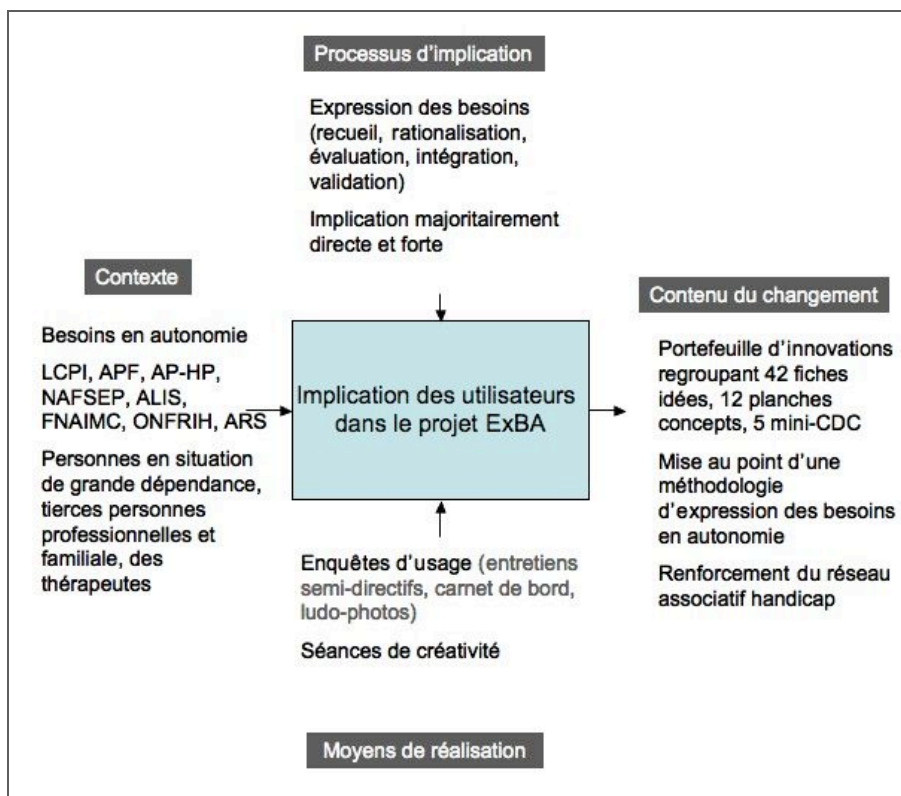 Processus d'implication
Expression des besoins
(recueil, rationalisation,
évaluation, intégration,
validation)
Implication majoritairement
directe et forte
Contexte
Besoins en autonomie
LCPI, APF, AP-HP,
NAFSEP, ALIS,
FNAIMC, ONFRIH, ARS
Personnes en situation
de grande dépendance,
tierces personnes
professionnelles et
familiale, des
thérapeutes
Implication des utilisateurs
dans le projet ExBA
Contenu du changement
Portefeuille d'innovations
regroupant 42 fiches
idées, 12 planches
concepts, 5 mini-CDC
Mise au point d'une
méthodologie
d'expression des besoins
en autonomie
Renforcement du réseau
associatif handicap
Enquêtes d'usage (entretiens
semi-directifs, carnet de bord,
ludo-photos)
Séances de créativité
Moyens de réalisation